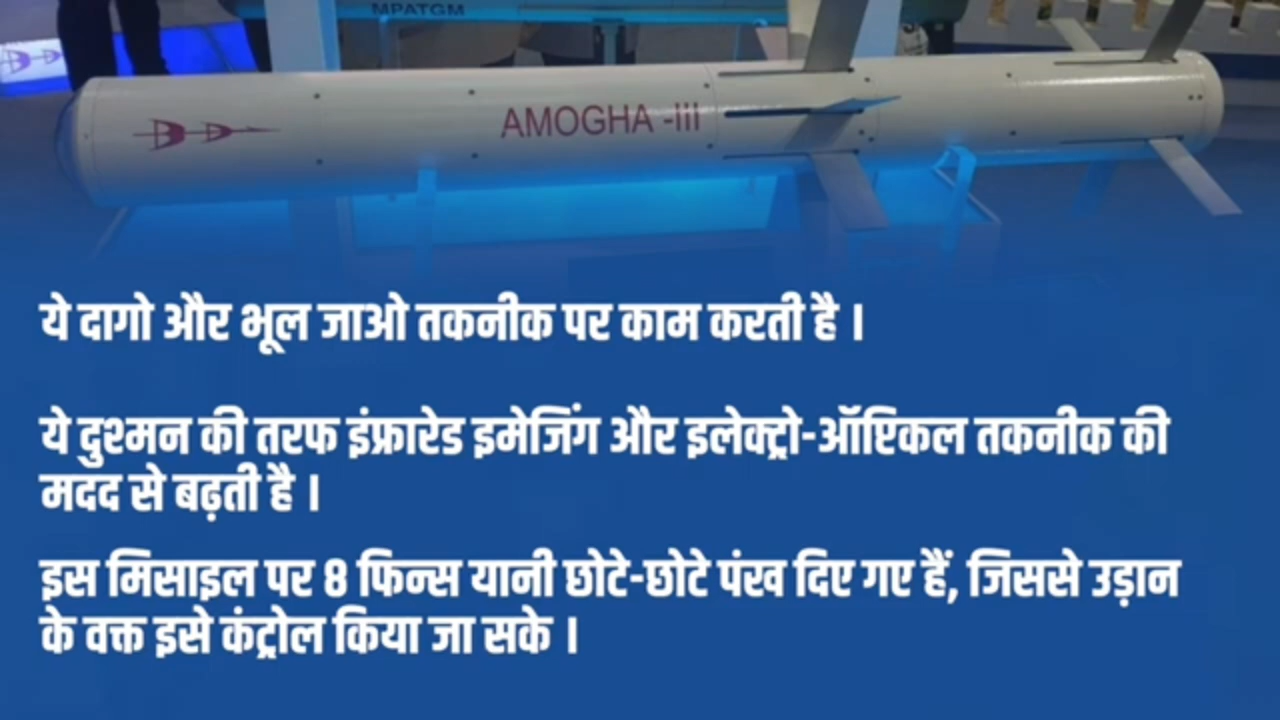 MPATGM
AMOGHA -III
ये दागो और भूल जाओ तकनीक पर काम करती है ।
ये दुश्मन की तरफ इंफ्रारेड इमेजिंग और इलेक्ट्रो-ऑप्टिकल तकनीक की
मदद से बढ़ती है ।
इस मिसाइल पर 8 फिन्स यानी छोटे-छोटे पंख दिए गए हैं, जिससे उड़ान
के वक्त इसे कंट्रोल किया जा सके ।